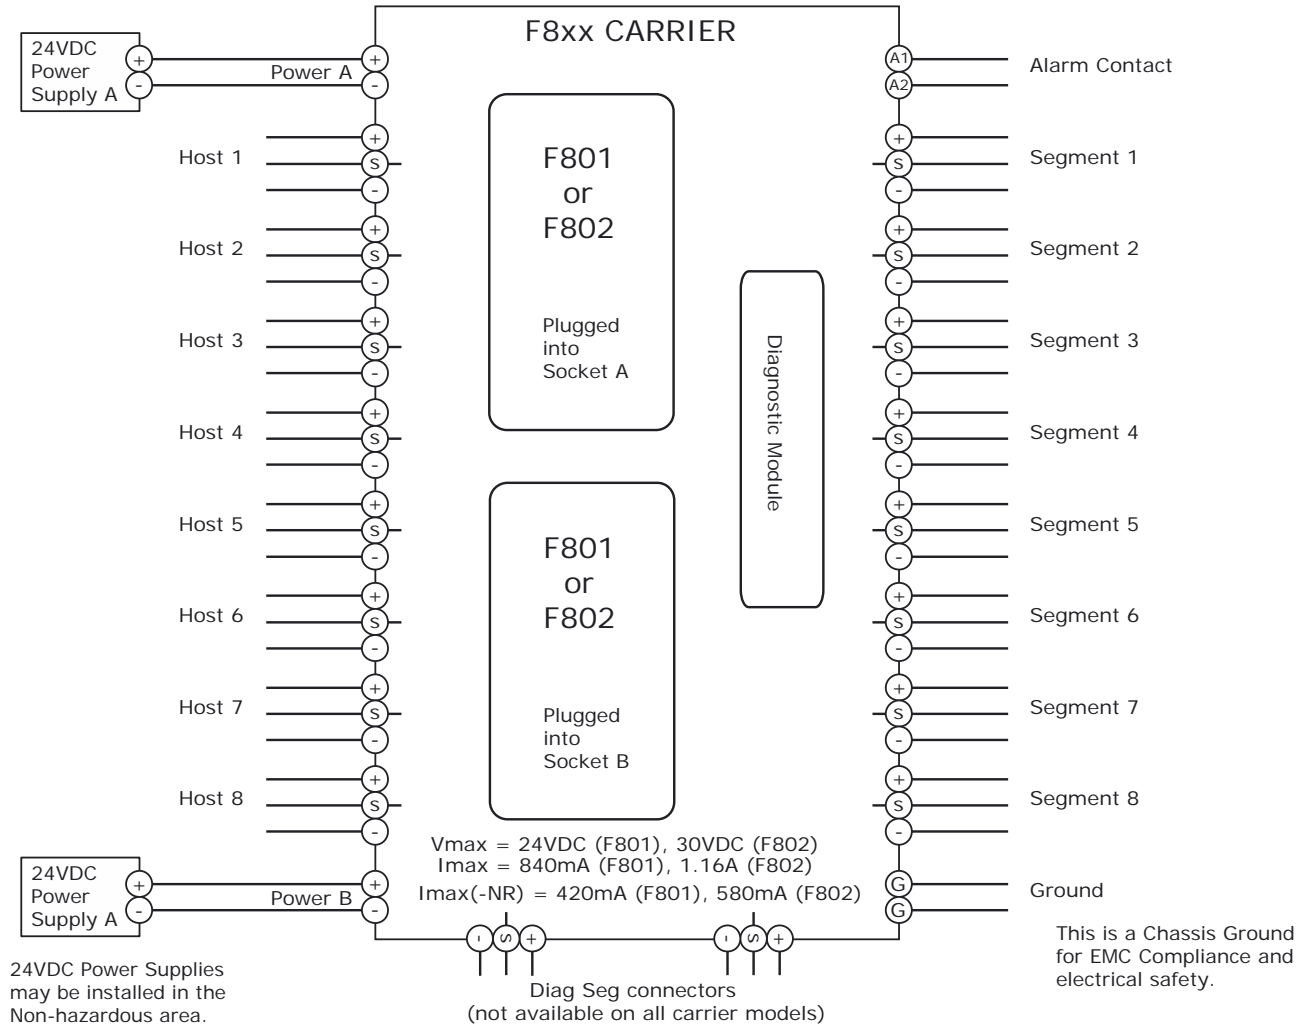 F8xx CARRIER
24VDC
Power
Supply A
+
-
Power A
+
-
A1
A2
Alarm Contact
Host 1
+
S
-
F801
or
F802
Plugged
into
Socket A
+
S
-
Segment 1
Host 2
+
S
-
+
S
-
Segment 2
Host 3
+
S
-
Diagnostic Module
+
S
-
Segment 3
Host 4
+
S
-
+
S
-
Segment 4
Host 5
+
S
-
F801
or
F802
Plugged
into
Socket B
+
S
-
Segment 5
Host 6
+
S
-
+
S
-
Segment 6
Host 7
+
S
-
+
S
-
Segment 7
Host 8
+
S
-
+
S
-
Segment 8
Vmax = 24VDC (F801), 30VDC (F802)
Imax = 840mA (F801), 1.16A (F802)
Imax(-NR) = 420mA (F801), 580mA (F802)
24VDC
Power
Supply A
+
-
Power B
+
-
G
G
Ground
This is a Chassis Ground
for EMC Compliance and
electrical safety.
- S +
- S +
Diag Seg connectors
(not available on all carrier models)
24VDC Power Supplies
may be installed in the
Non-hazardous area.